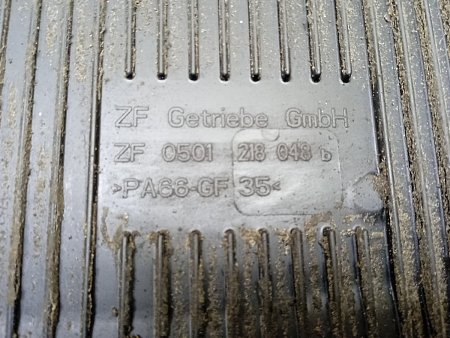 ZF Getriebe GmbH
ZF 0501 218 048 b
>PA66-GF 35<